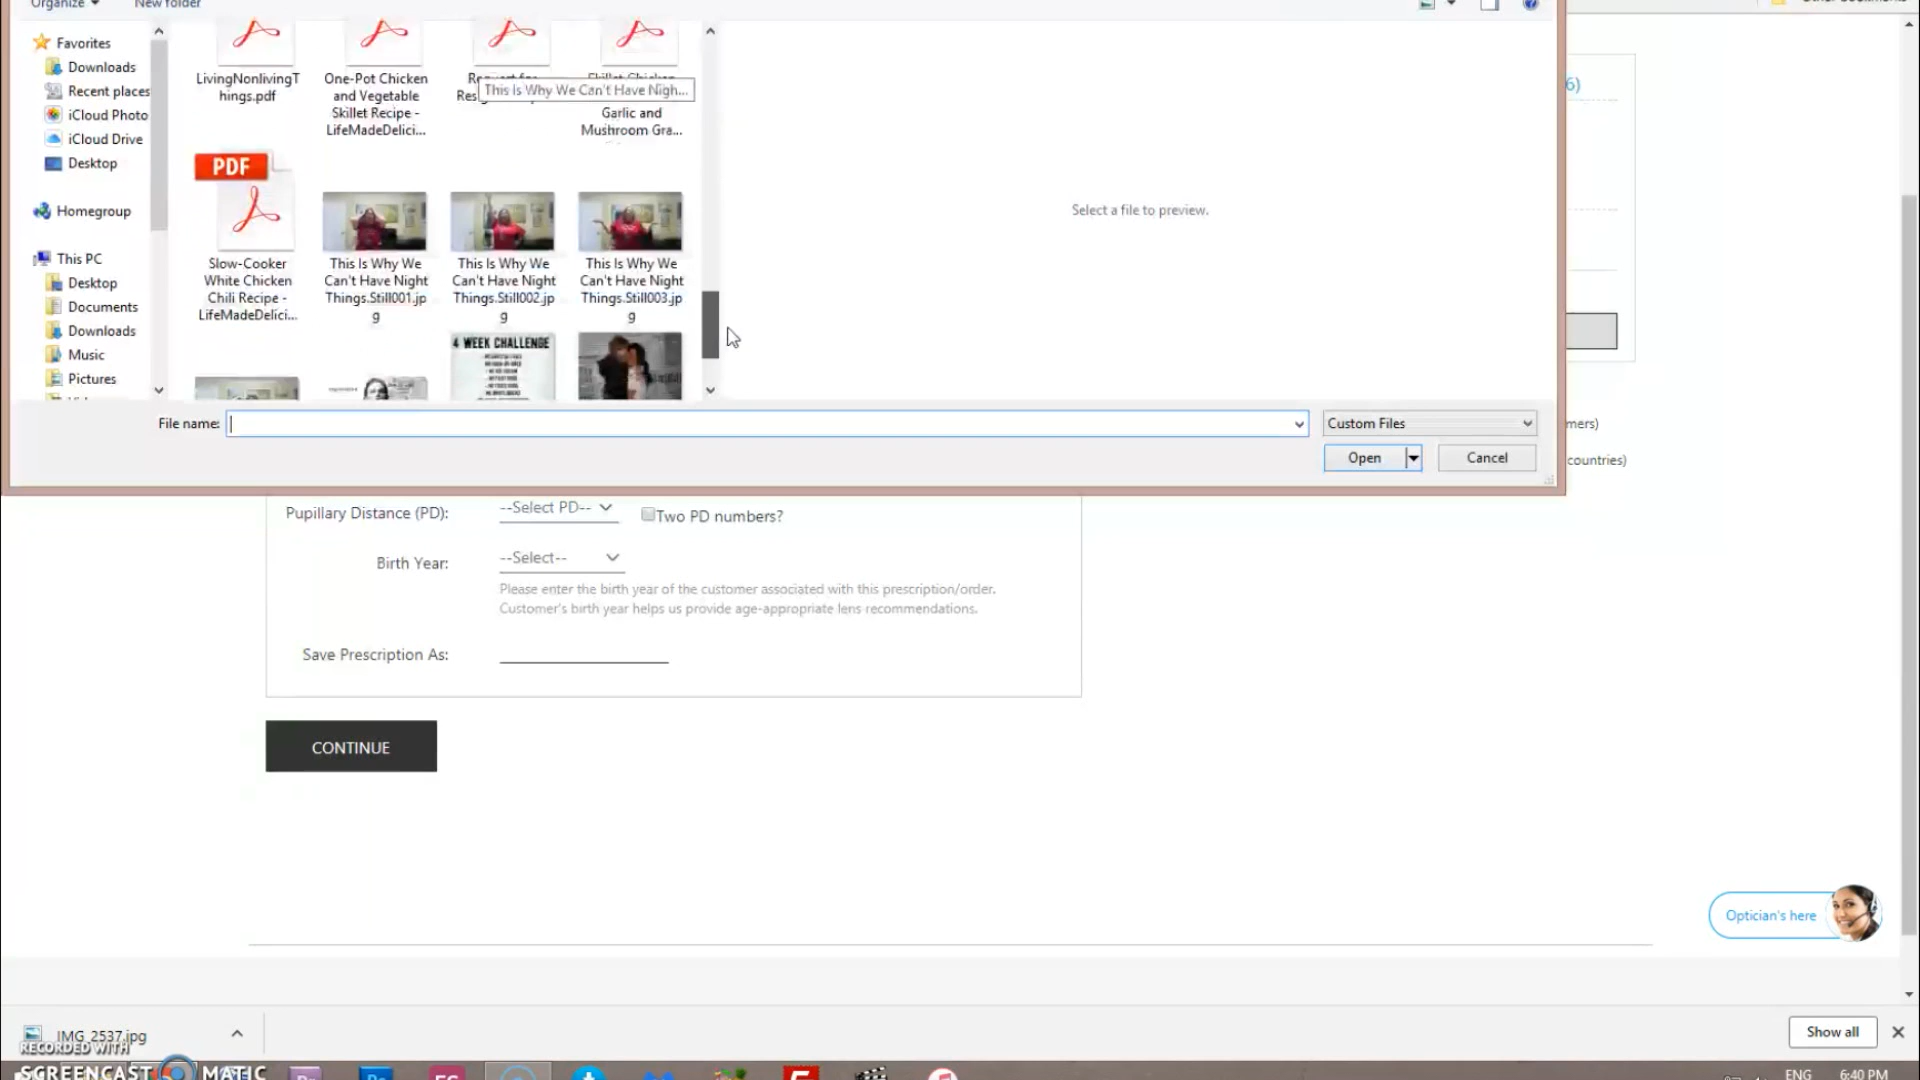 Organize
New folder
Favorites
Downloads
Recent places
iCloud Photo
iCloud Drive
Desktop
Homegroup
This PC
Desktop
Documents
Downloads
Music
Pictures
LivingNonlivingT
hings.pdf
One-Pot Chicken
and Vegetable
Skillet Recipe -
LifeMadeDelici...
This Is Why We Can't Have Nigh...
Garlic and
Mushroom Gra...
PDF
Slow-Cooker
White Chicken
Chili Recipe -
LifeMadeDelici...
This Is Why We
Can't Have Night
Things.Still001.jp
g
This Is Why We
Can't Have Night
Things.Still002.jp
g
This Is Why We
Can't Have Night
Things.Still003.jp
g
4 WEEK CHALLENGE
Select a file to preview.
File name:
Custom Files
Open
Cancel
6)
mers)
countries)
Pupillary Distance (PD):
--Select PD--
Two PD numbers?
Birth Year:
--Select--
Please enter the birth year of the customer associated with this prescription/order.
Customer's birth year helps us provide age-appropriate lens recommendations.
Save Prescription As:
CONTINUE
Optician's here
IMG_2537.jpg
Show all
RECORDED WITH
SCREENCAST MATIC
ENG
6:40 PM